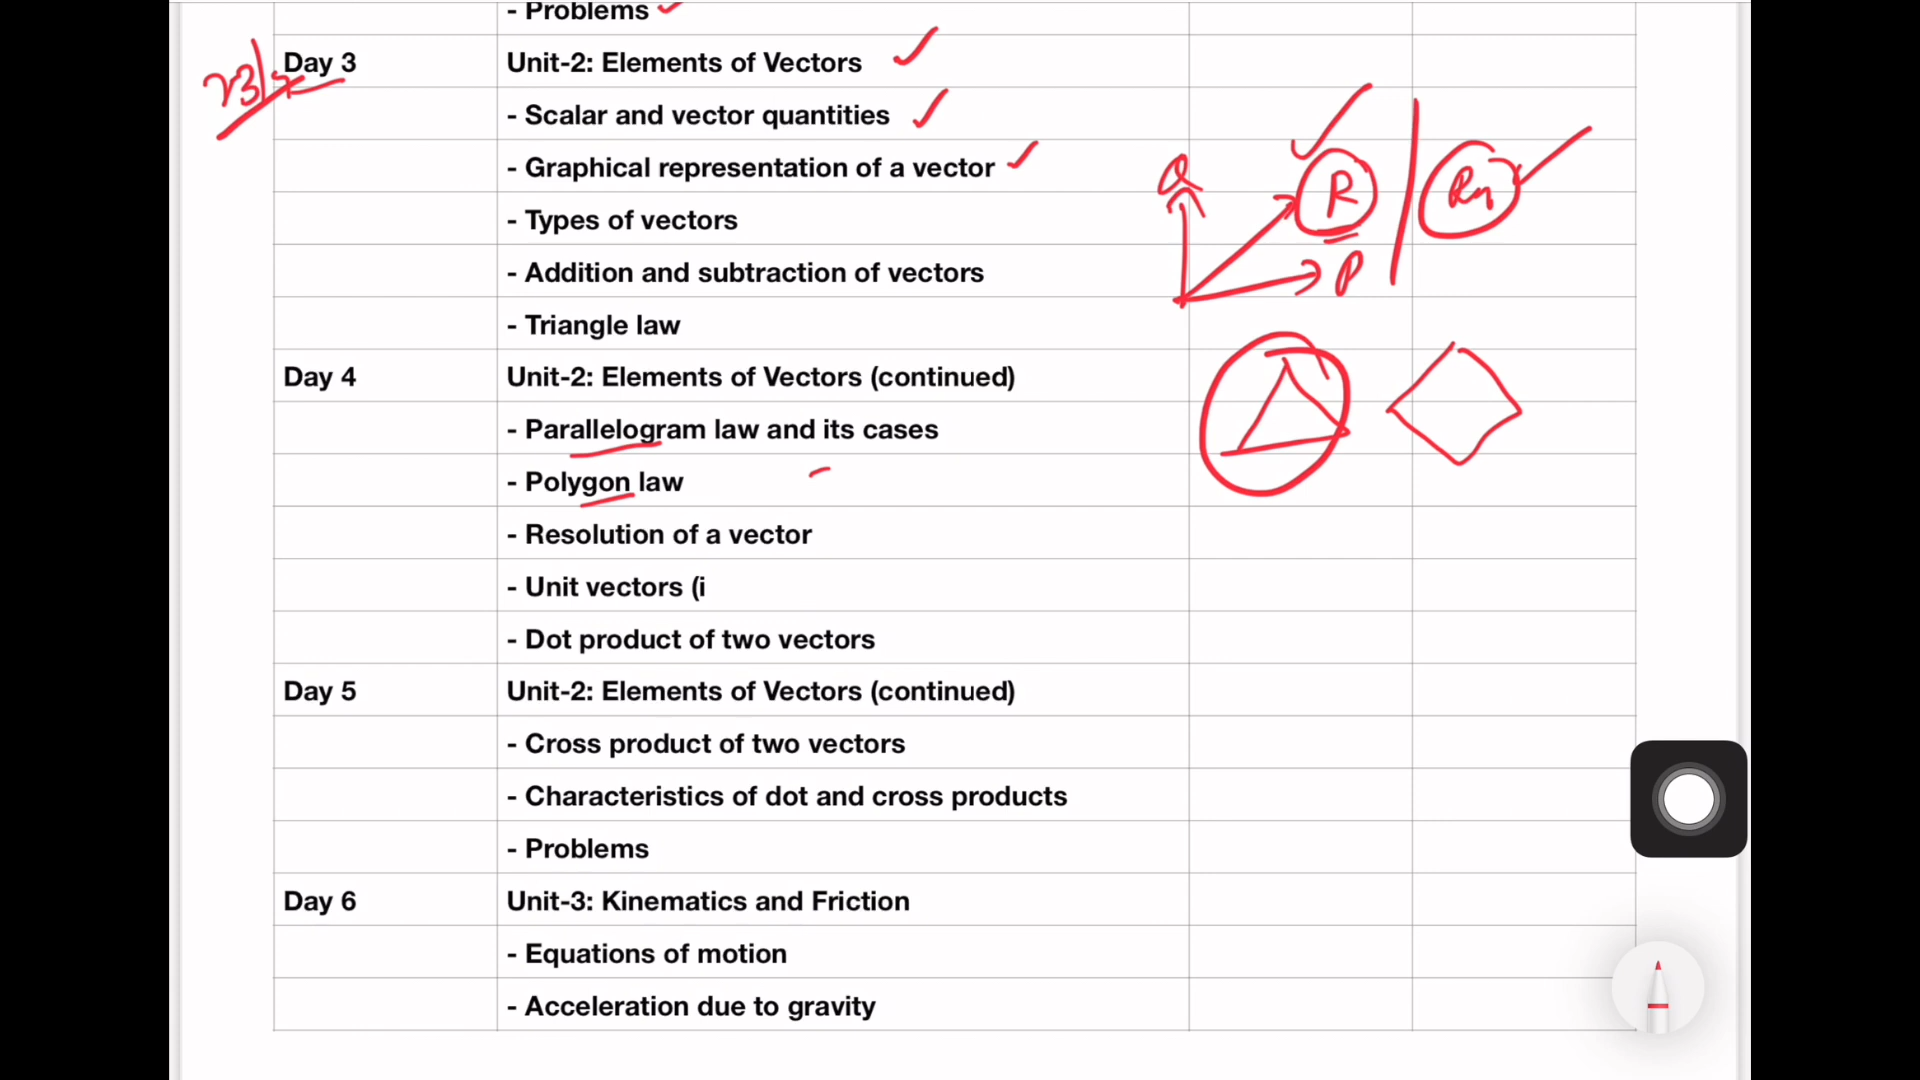 - Problems
Day 3 Unit-2: Elements of Vectors
- Scalar and vector quantities
- Graphical representation of a vector
- Types of vectors
- Addition and subtraction of vectors
- Triangle law
Day 4 Unit-2: Elements of Vectors (continued)
- Parallelogram law and its cases
- Polygon law
- Resolution of a vector
- Unit vectors (i
- Dot product of two vectors
Day 5 Unit-2: Elements of Vectors (continued)
- Cross product of two vectors
- Characteristics of dot and cross products
- Problems
Day 6 Unit-3: Kinematics and Friction
- Equations of motion
- Acceleration due to gravity
Q
R
P